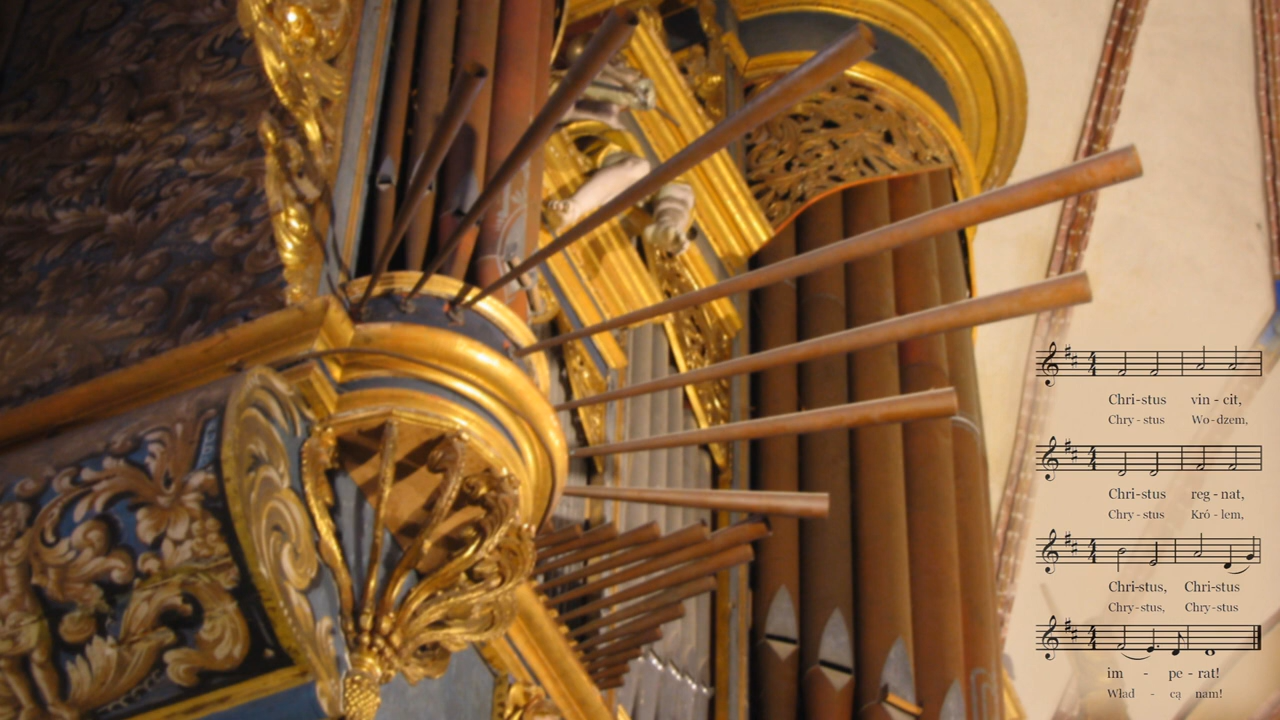 Chri-stus vin - cit,
Chry - stus Wo - dzem,
Chri-stus reg - nat,
Chry - stus Kró - lem,
Chri-stus, Chri-stus
Chry-stus, Chry-stus
im - pe - rat!
Wład - cą nam!